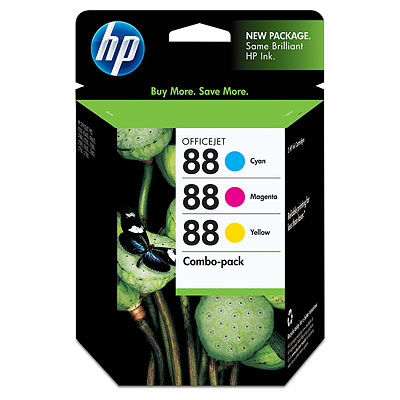 hp
NEW PACKAGE.
Same Brilliant
HP Ink.
Buy More. Save More.
OFFICEJET
88 Cyan
88 Magenta
88 Yellow
Combo-pack